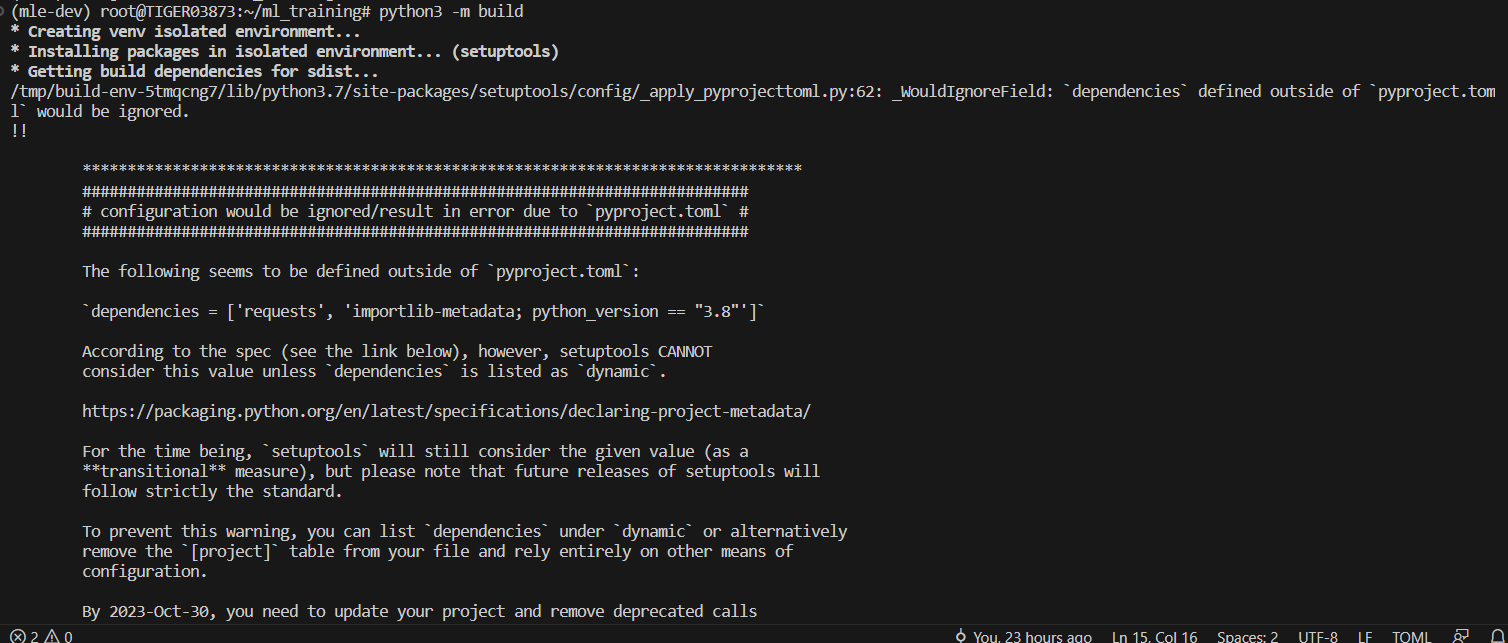 (mle-dev) root@TIGER03873:~/ml_training# python3 -m build
* Creating venv isolated environment...
* Installing packages in isolated environment... (setuptools)
* Getting build dependencies for sdist...
/tmp/build-env-5tmqcng7/lib/python3.7/site-packages/setuptools/config/_apply_pyprojecttoml.py:62: _WouldIgnoreField: `dependencies` defined outside of `pyproject.tom
l` would be ignored.
!!
********************************************************************************
##########################################################################
# configuration would be ignored/result in error due to `pyproject.toml` #
##########################################################################
The following seems to be defined outside of `pyproject.toml`:
`dependencies = ['requests', 'importlib-metadata; python_version == "3.8"']`
According to the spec (see the link below), however, setuptools CANNOT
consider this value unless `dependencies` is listed as `dynamic`.
https://packaging.python.org/en/latest/specifications/declaring-project-metadata/
For the time being, `setuptools` will still consider the given value (as a
**transitional** measure), but please note that future releases of setuptools will
follow strictly the standard.
To prevent this warning, you can list `dependencies` under `dynamic` or alternatively
remove the `[project]` table from your file and rely entirely on other means of
configuration.
By 2023-Oct-30, you need to update your project and remove deprecated calls
2 0 You, 23 hours ago Ln 15, Col 16 Spaces: 2 UTF-8 LF TOML